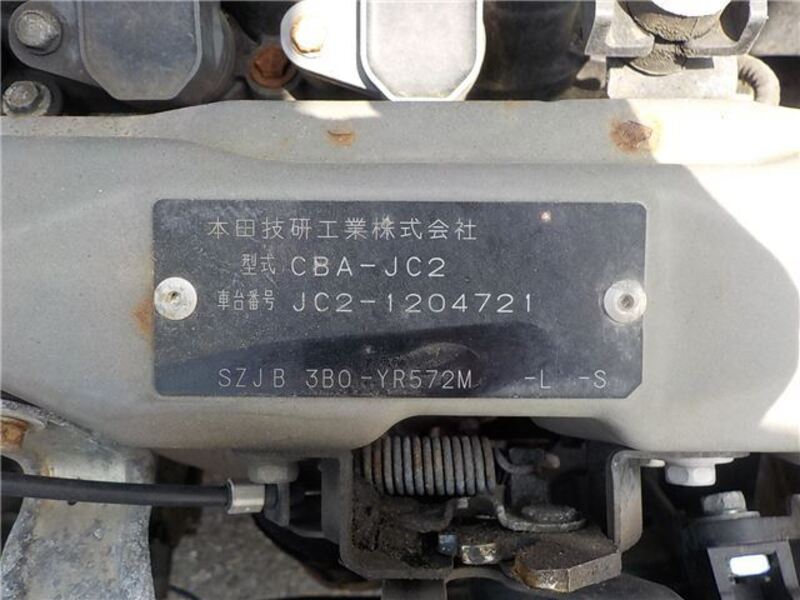 本田技研工業株式会社
型式 CBA-JC2
車台番号 JC2-1204721
SZJB 3B0-YR572M -L -S